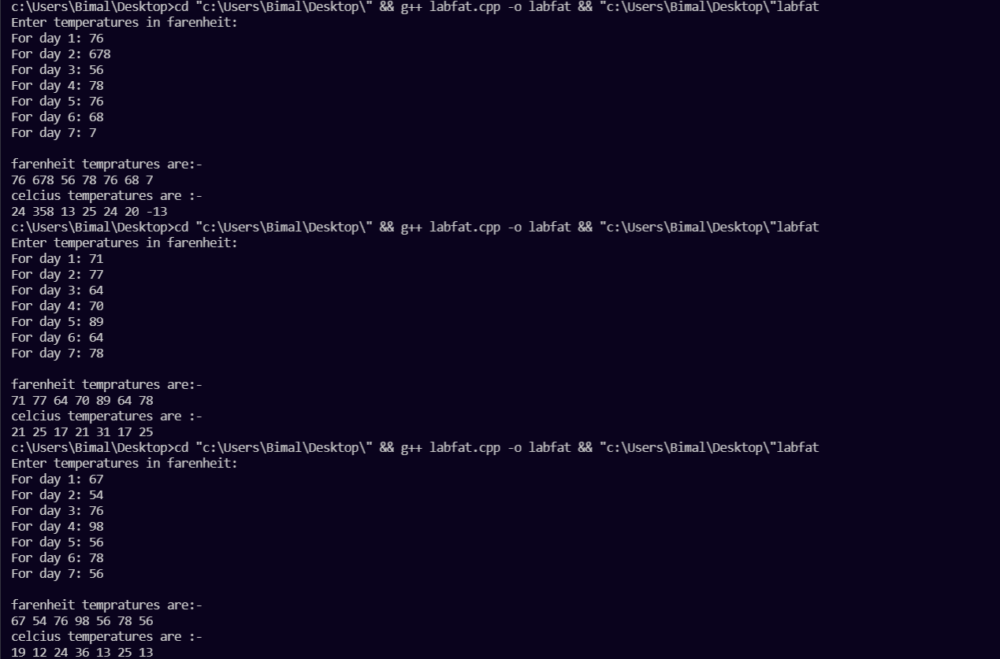 c:\Users\Bimal\Desktop>cd "c:\Users\Bimal\Desktop\" && g++ labfat.cpp -o labfat && "c:\Users\Bimal\Desktop\"labfat
Enter temperatures in farenheit:
For day 1: 76
For day 2: 678
For day 3: 56
For day 4: 78
For day 5: 76
For day 6: 68
For day 7: 7
farenheit tempratures are:-
76 678 56 78 76 68 7
celcius temperatures are :-
24 358 13 25 24 20 -13
c:\Users\Bimal\Desktop>cd "c:\Users\Bimal\Desktop\" && g++ labfat.cpp -o labfat && "c:\Users\Bimal\Desktop\"labfat
Enter temperatures in farenheit:
For day 1: 71
For day 2: 77
For day 3: 64
For day 4: 70
For day 5: 89
For day 6: 64
For day 7: 78
farenheit tempratures are:-
71 77 64 70 89 64 78
celcius temperatures are :-
21 25 17 21 31 17 25
c:\Users\Bimal\Desktop>cd "c:\Users\Bimal\Desktop\" && g++ labfat.cpp -o labfat && "c:\Users\Bimal\Desktop\"labfat
Enter temperatures in farenheit:
For day 1: 67
For day 2: 54
For day 3: 76
For day 4: 98
For day 5: 56
For day 6: 78
For day 7: 56
farenheit tempratures are:-
67 54 76 98 56 78 56
celcius temperatures are :-
19 12 24 36 13 25 13